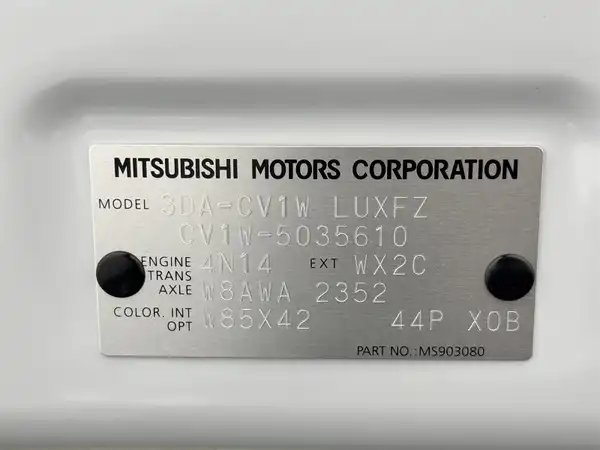 MITSUBISHI MOTORS CORPORATION
MODEL 3DA-CV1W LUXFZ
CV1W-5035610
ENGINE 4N14 EXT WX2C
TRANS
AXLE W8AWA 2352
COLOR. INT W85X42 44P X0B
OPT
PART NO.:MS903080